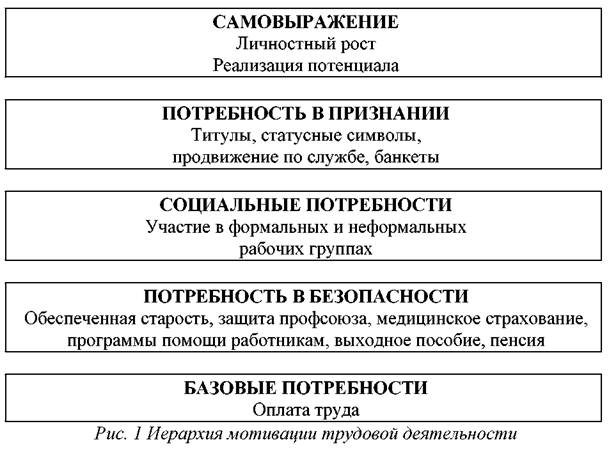 САМОВЫРАЖЕНИЕ
Личностный рост
Реализация потенциала
ПОТРЕБНОСТЬ В ПРИЗНАНИИ
Титулы, статусные символы,
продвижение по службе, банкеты
СОЦИАЛЬНЫЕ ПОТРЕБНОСТИ
Участие в формальных и неформальных
рабочих группах
ПОТРЕБНОСТЬ В БЕЗОПАСНОСТИ
Обеспеченная старость, защита профсоюза, медицинское страхование,
программы помощи работникам, выходное пособие, пенсия
БАЗОВЫЕ ПОТРЕБНОСТИ
Оплата труда
Рис. 1 Иерархия мотивации трудовой деятельности